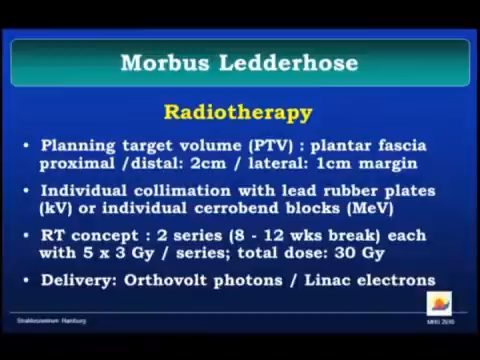 Morbus Ledderhose
Radiotherapy
• Planning target volume (PTV) : plantar fascia
proximal /distal: 2cm / lateral: 1cm margin
• Individual collimation with lead rubber plates
(kV) or individual cerrobend blocks (MeV)
• RT concept : 2 series (8 - 12 wks break) each
with 5 x 3 Gy / series; total dose: 30 Gy
• Delivery: Orthovolt photons / Linac electrons
Strahlenzentrum Hamburg